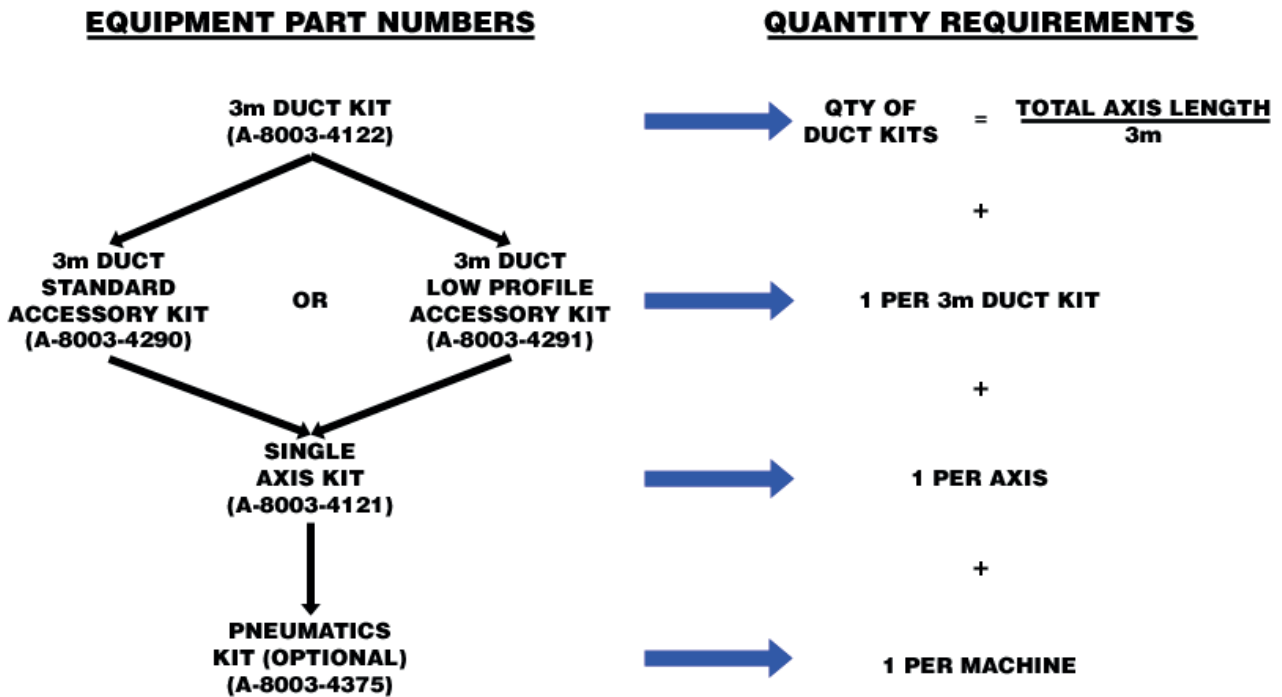 EQUIPMENT PART NUMBERS
QUANTITY REQUIREMENTS
3m DUCT KIT
(A-8003-4122)
QTY OF
DUCT KITS
=
TOTAL AXIS LENGTH
3m
+
3m DUCT
STANDARD
ACCESSORY KIT
(A-8003-4290)
OR
3m DUCT
LOW PROFILE
ACCESSORY KIT
(A-8003-4291)
1 PER 3m DUCT KIT
+
SINGLE
AXIS KIT
(A-8003-4121)
1 PER AXIS
+
PNEUMATICS
KIT (OPTIONAL)
(A-8003-4375)
1 PER MACHINE